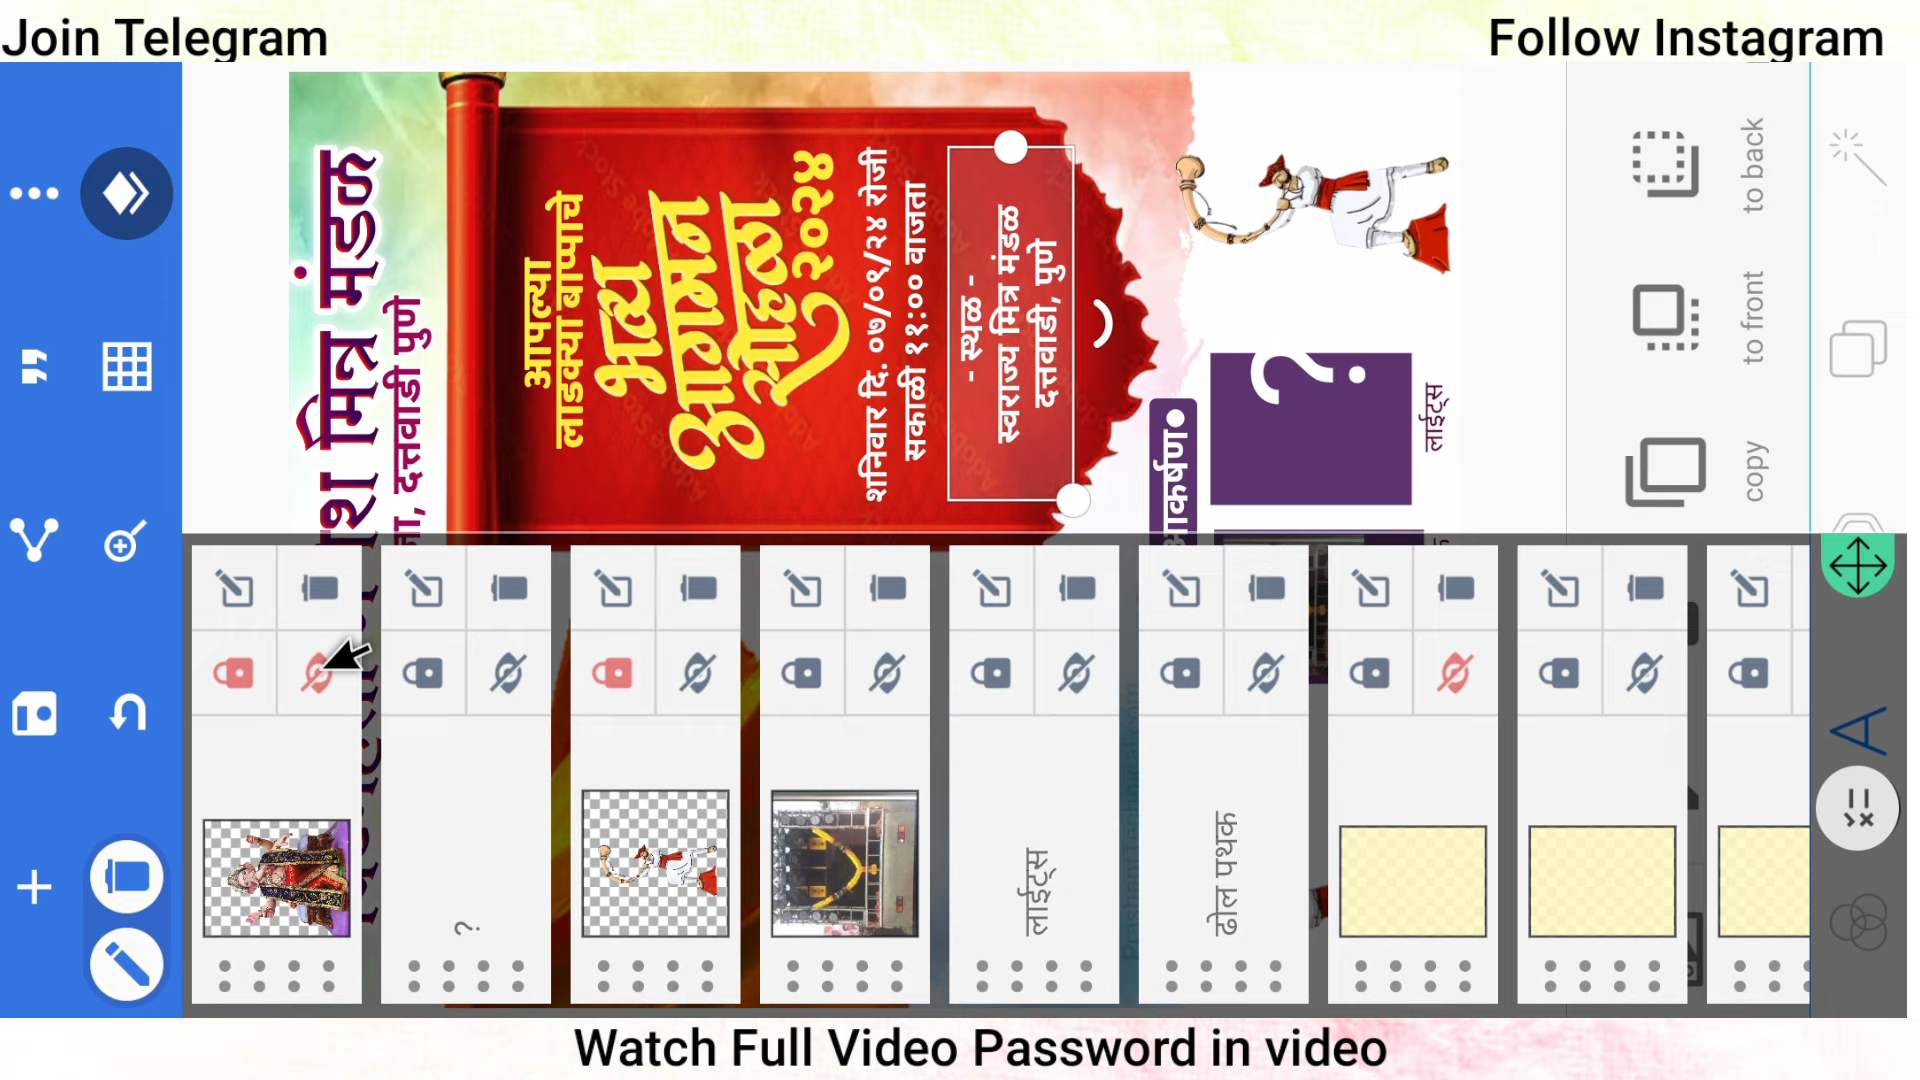 Join Telegram
Follow Instagram
श मित्र मंडळ
, दत्तवाडी पुणे
आपल्या
लाडक्या बाप्पाचे
भव्य
आगमन
सोहळा
२०२४
शनिवार दि. ०७/०९/२४ रोजी
सकाळी ११:०० वाजता
- स्थळ -
स्वराज्य मित्र मंडळ
दत्तवाडी, पुणे
आकर्षण
?
लाईट्स
to back
to front
copy
?
लाईट्स
ढोल पथक
A
Watch Full Video Password in video